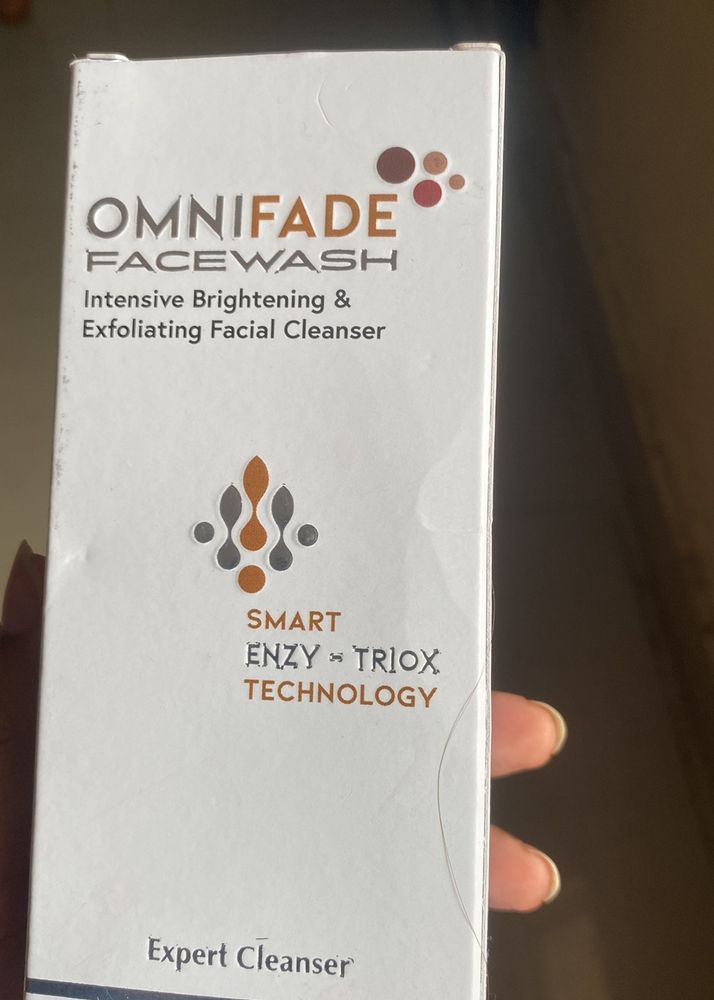 OMNIFADE
FACEWASH
Intensive Brightening &
Exfoliating Facial Cleanser
SMART
ENZY - TRIOX
TECHNOLOGY
Expert Cleanser